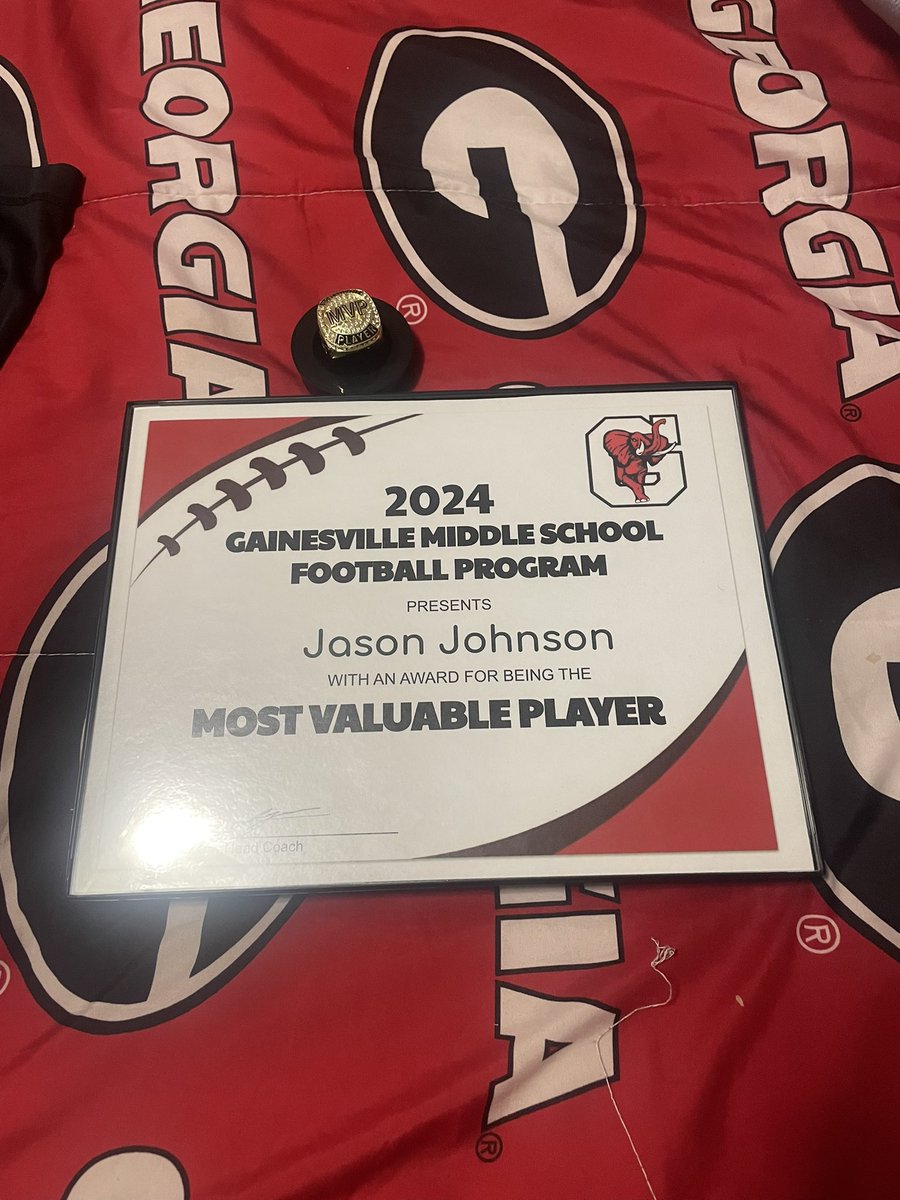 GEORGIA
GEORGIA
G
®
®
MVP
PLAYER
G
2024
GAINESVILLE MIDDLE SCHOOL
FOOTBALL PROGRAM
PRESENTS
Jason Johnson
WITH AN AWARD FOR BEING THE
MOST VALUABLE PLAYER
Head Coach
G
®
IA
®